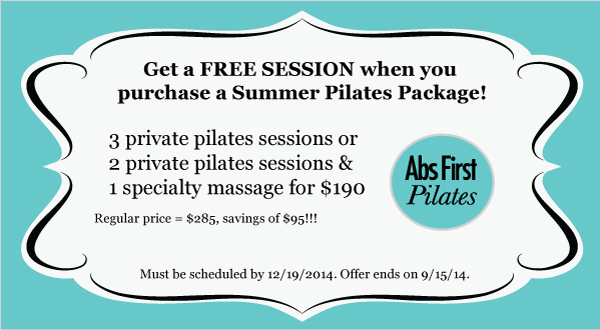 Get a FREE SESSION when you
purchase a Summer Pilates Package!
3 private pilates sessions or
2 private pilates sessions &
1 specialty massage for $190
Abs First
Pilates
Regular price = $285, savings of $95!!!
Must be scheduled by 12/19/2014. Offer ends on 9/15/14.